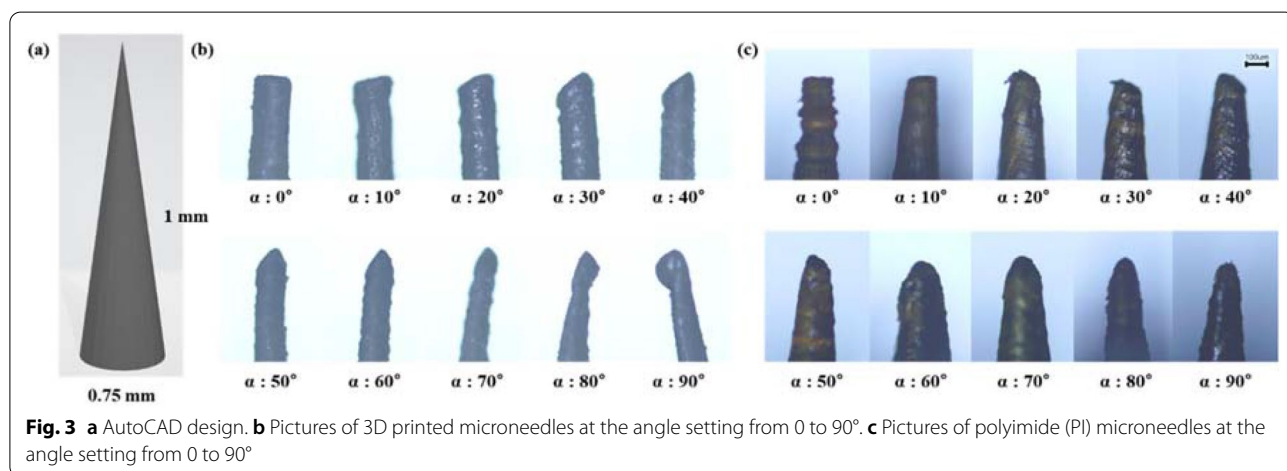 (a)
(b)
(c)
100um
1 mm
0.75 mm
α : 0°
α : 10°
α : 20°
α : 30°
α : 40°
α : 50°
α : 60°
α : 70°
α : 80°
α : 90°
α : 0°
α : 10°
α : 20°
α : 30°
α : 40°
α : 50°
α : 60°
α : 70°
α : 80°
α : 90°
Fig. 3 a AutoCAD design. b Pictures of 3D printed microneedles at the angle setting from 0 to 90°. c Pictures of polyimide (PI) microneedles at the
angle setting from 0 to 90°